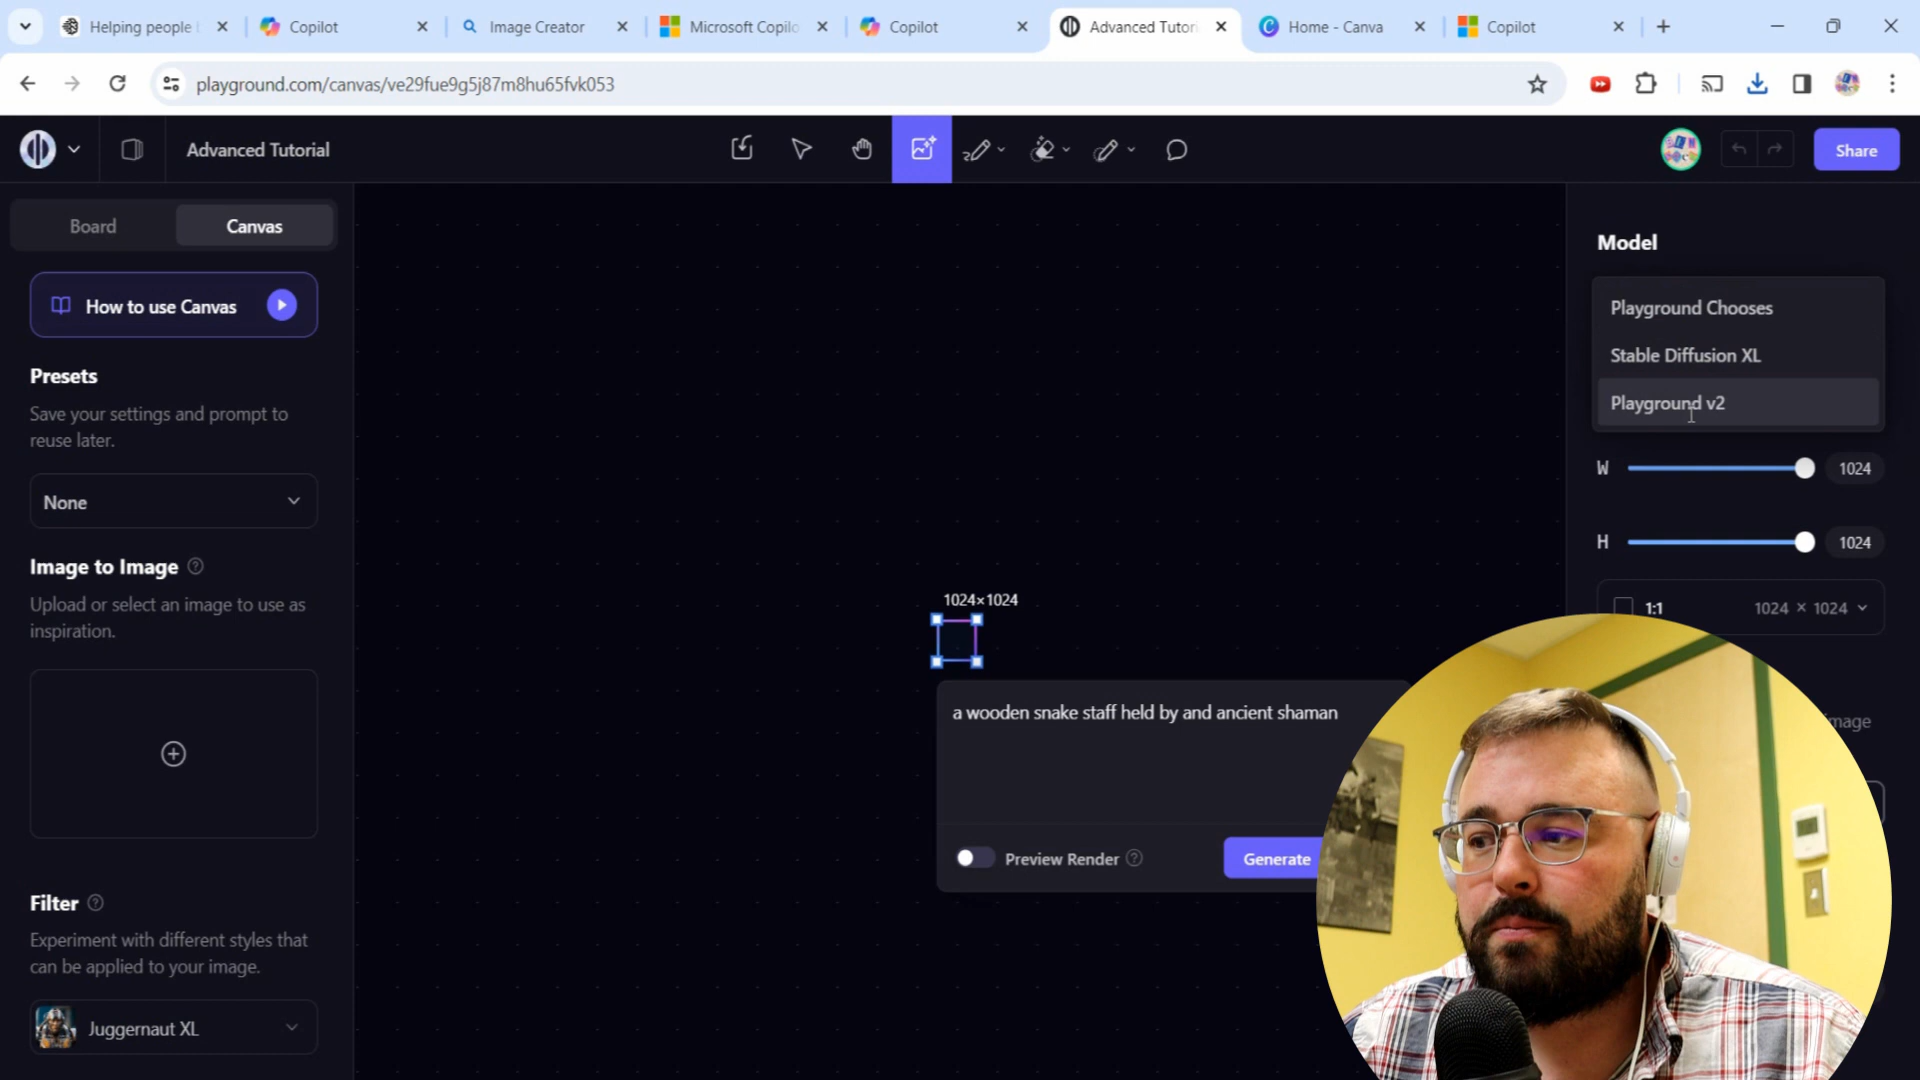 Helping people
Copilot
Image Creator
Microsoft Copilo
Copilot
Advanced Tutori
Home - Canva
Copilot
playground.com/canvas/ve29fue9g5j87m8hu65fvk053
Advanced Tutorial
Share
Board
Canvas
How to use Canvas
Presets
Save your settings and prompt to
reuse later.
None
Image to Image
Upload or select an image to use as
inspiration.
Filter
Experiment with different styles that
can be applied to your image.
Juggernaut XL
1024×1024
a wooden snake staff held by and ancient shaman
Preview Render
Generate
Model
Playground Chooses
Stable Diffusion XL
Playground v2
W 1024
H 1024
1:1 1024 × 1024
mage